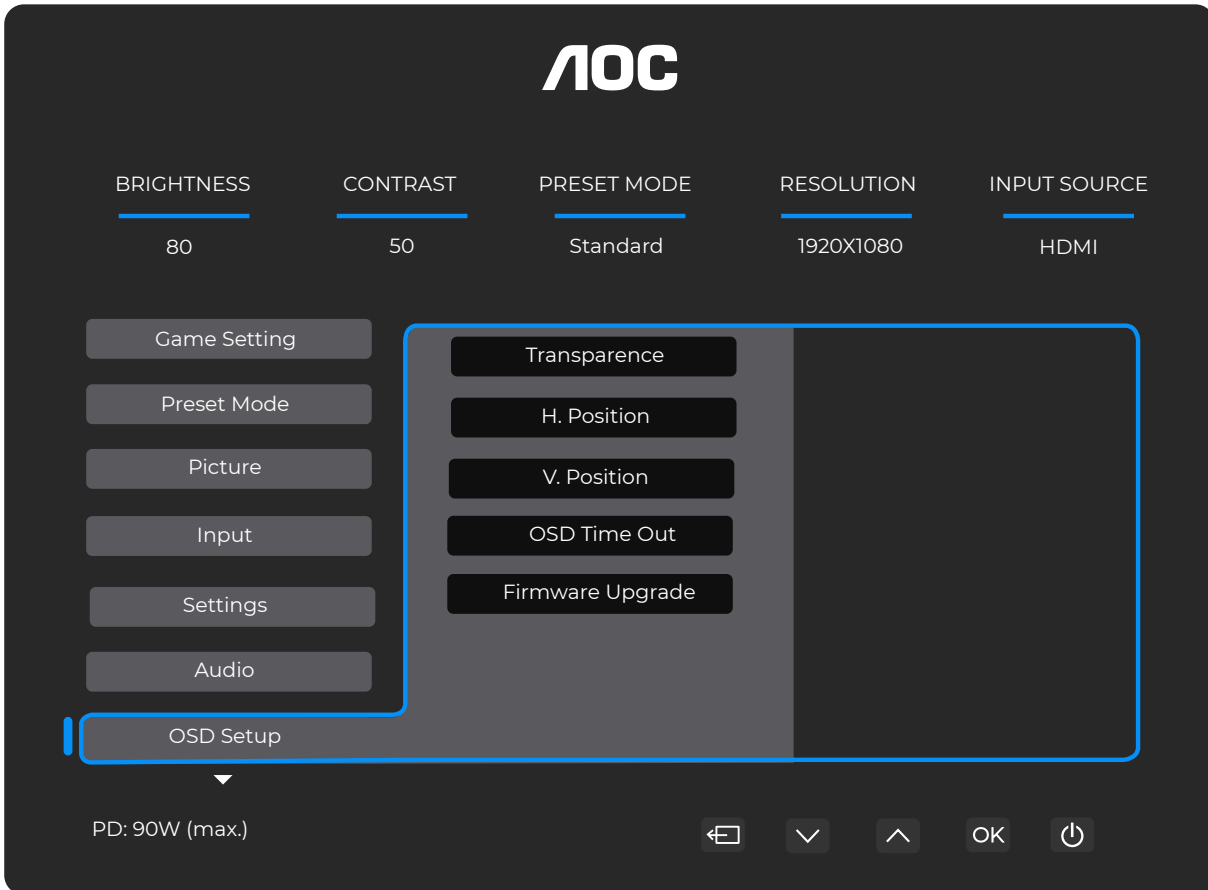 AOC
BRIGHTNESS CONTRAST PRESET MODE RESOLUTION INPUT SOURCE
80 50 Standard 1920X1080 HDMI
Game Setting
Preset Mode
Picture
Input
Settings
Audio
OSD Setup
Transparence
H. Position
V. Position
OSD Time Out
Firmware Upgrade
PD: 90W (max.)
OK